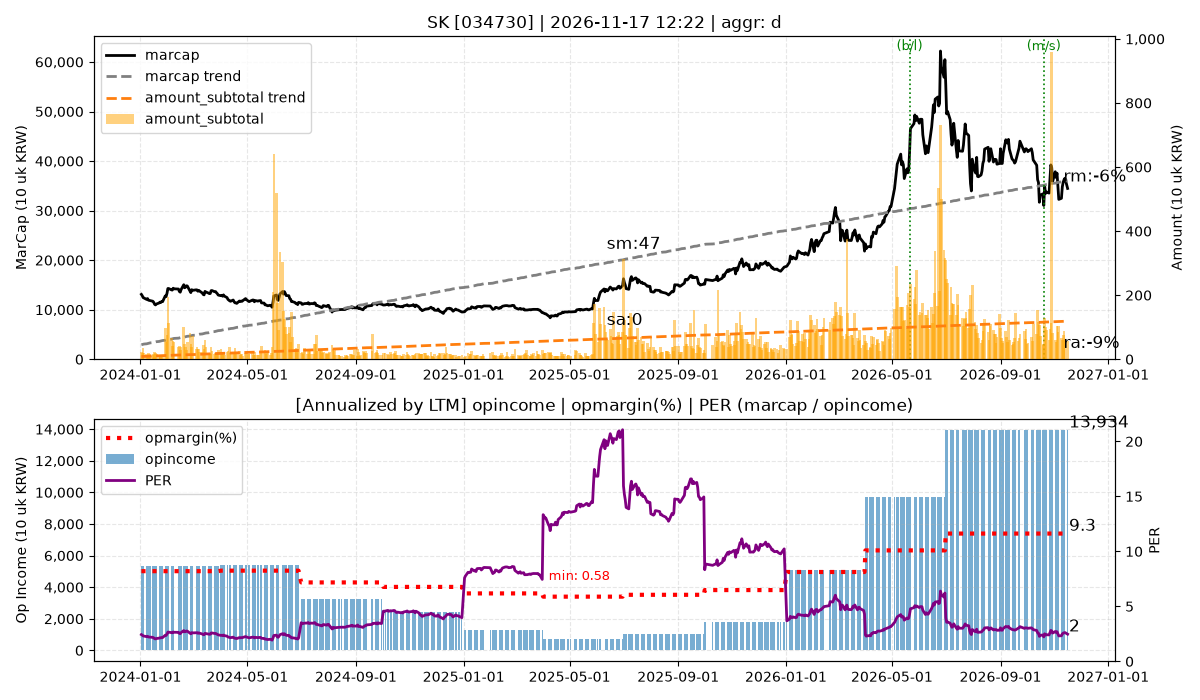 SK [034730] | 2026-11-17 12:22 | aggr: d
marcap
marcap trend
amount_subtotal trend
amount_subtotal
(b/l)
(m/s)
MarCap (10 uk KRW)
60,000
50,000
40,000
30,000
20,000
10,000
0
1,000
800
600
400
200
0
Amount (10 uk KRW)
rm:-6%
sm:47
sa:0
ra:-9%
2024-01-01
2024-05-01
2024-09-01
2025-01-01
2025-05-01
2025-09-01
2026-01-01
2026-05-01
2026-09-01
2027-01-01
[Annualized by LTM] opincome | opmargin(%) | PER (marcap / opincome)
opmargin(%)
opincome
PER
Op Income (10 uk KRW)
14,000
12,000
10,000
8,000
6,000
4,000
2,000
0
20
15
10
5
0
PER
13,934
9.3
min: 0.58
2
2024-01-01
2024-05-01
2024-09-01
2025-01-01
2025-05-01
2025-09-01
2026-01-01
2026-05-01
2026-09-01
2027-01-01